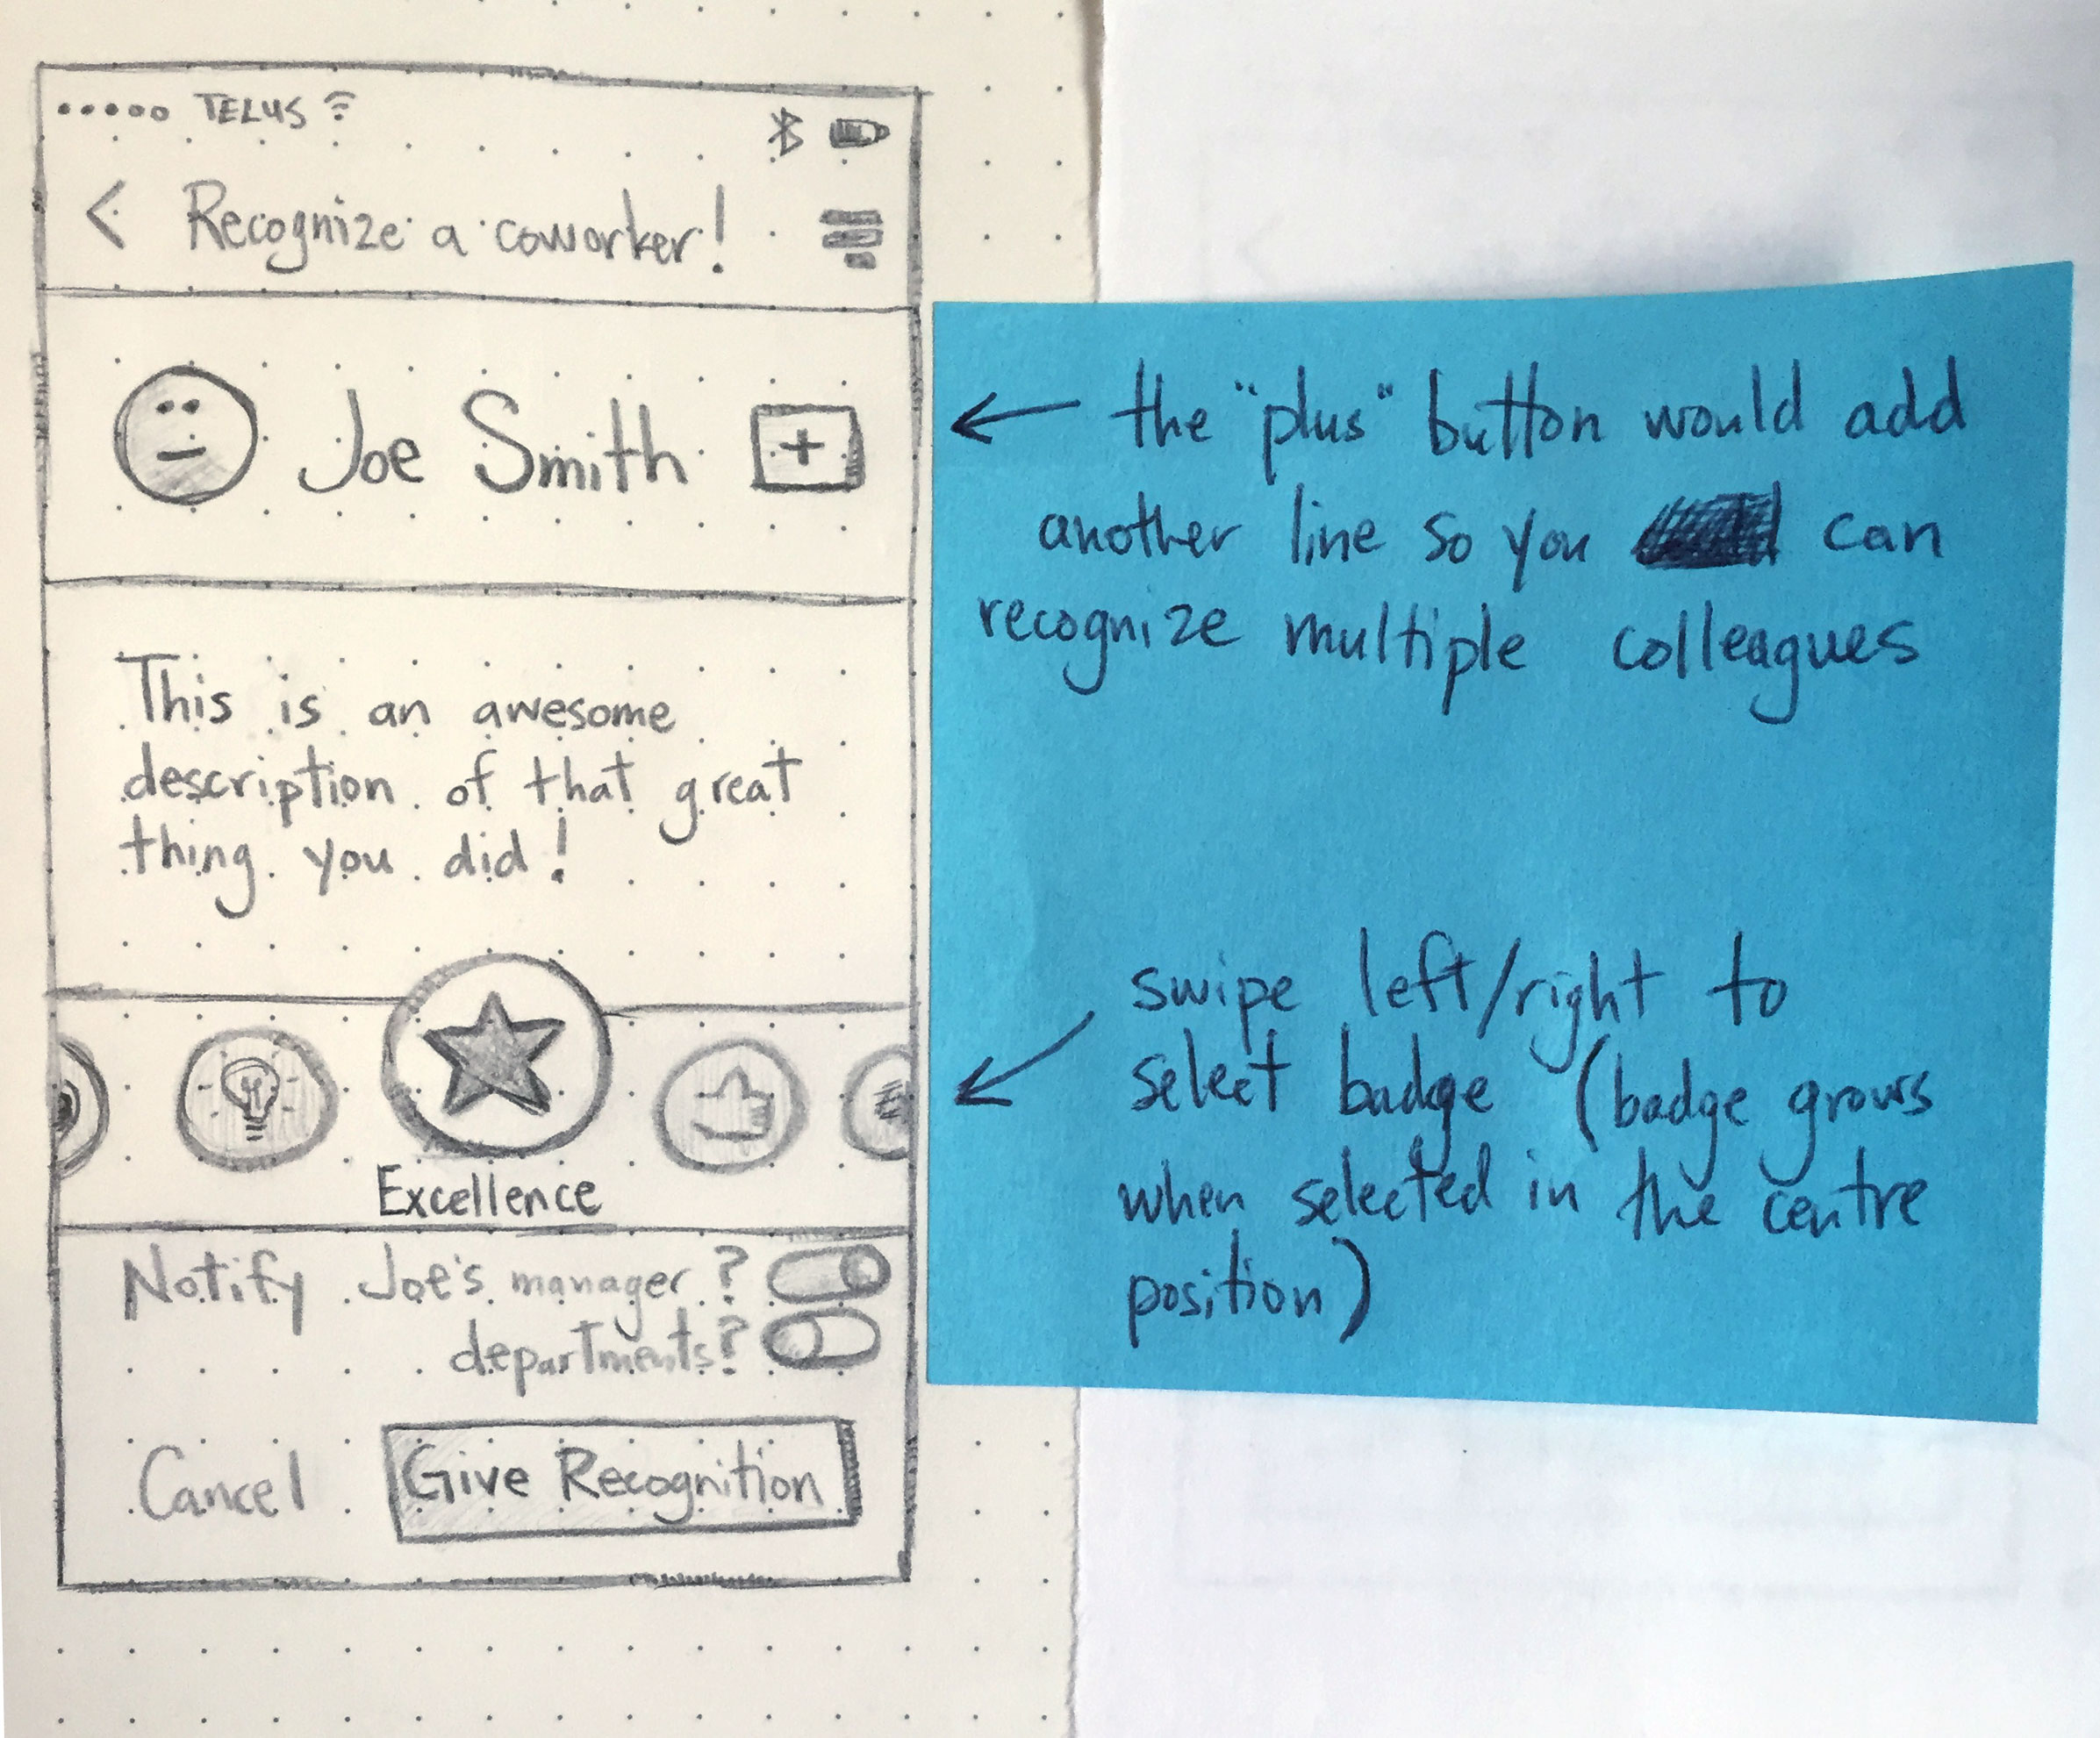 TELUS
< Recognize a coworker!
Joe Smith +
This is an awesome
description of that great
thing you did!
Excellence
Notify Joe's manager?
departments?
Cancel Give Recognition
← the "plus" button would add
another line so you can
recognize multiple colleagues
swipe left/right to
select badge (badge grows
when selected in the centre
position)